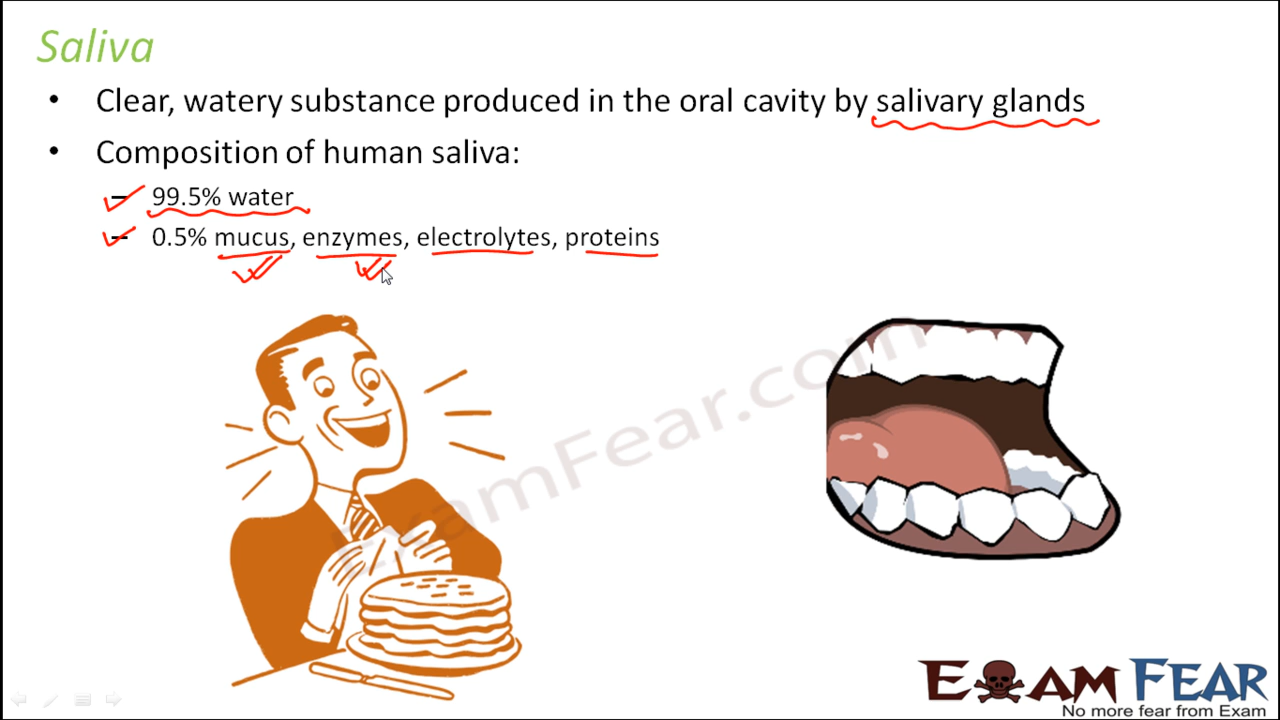 Saliva
• Clear, watery substance produced in the oral cavity by salivary glands
• Composition of human saliva:
– 99.5% water
– 0.5% mucus, enzymes, electrolytes, proteins
ExamFear.com
EXAM FEAR
No more fear from Exam